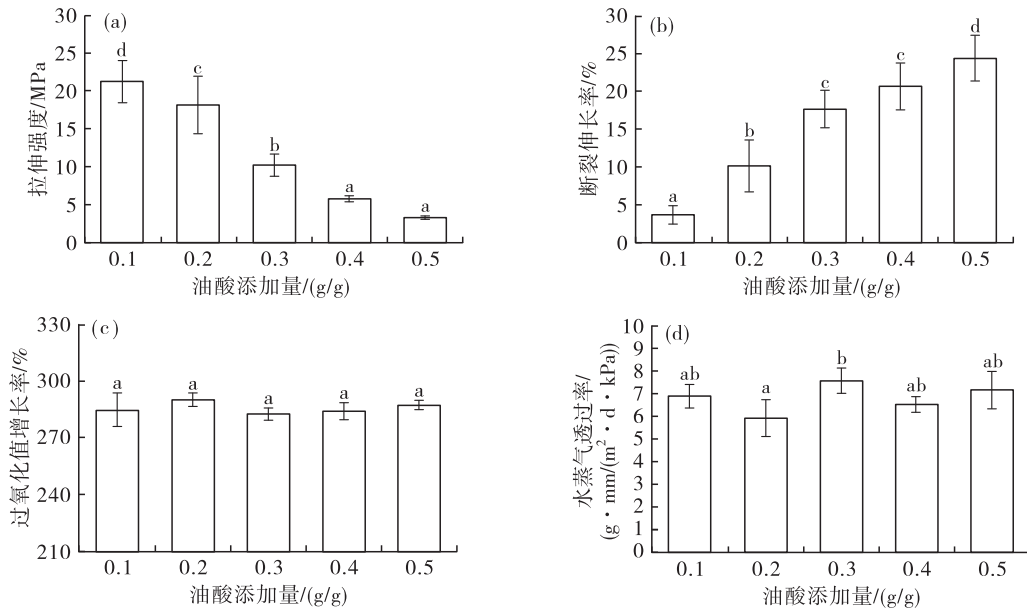 (a)
30
25
20
15
10
5
0
拉伸强度/MPa
d
c
b
a
a
0.1 0.2 0.3 0.4 0.5
油酸添加量/(g/g)
(b)
30
25
20
15
10
5
0
断裂伸长率/%
a
b
c
c
d
0.1 0.2 0.3 0.4 0.5
油酸添加量/(g/g)
(c)
330
300
270
240
210
过氧化值增长率/%
a
a
a
a
a
0.1 0.2 0.3 0.4 0.5
油酸添加量/(g/g)
(d)
10
9
8
7
6
5
4
3
2
1
0
水蒸气透过率/
(g·mm/(m²·d·kPa))
ab
a
b
ab
ab
0.1 0.2 0.3 0.4 0.5
油酸添加量/(g/g)